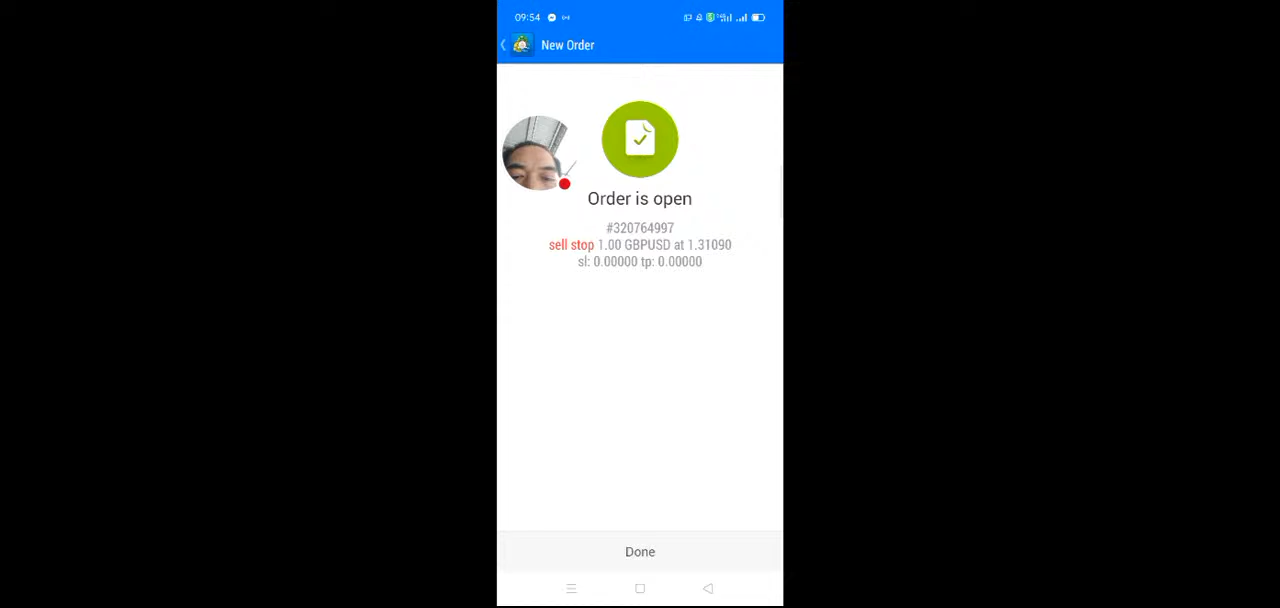 09:54
New Order
Order is open
#320764997
sell stop 1.00 GBPUSD at 1.31090
sl: 0.00000 tp: 0.00000
Done